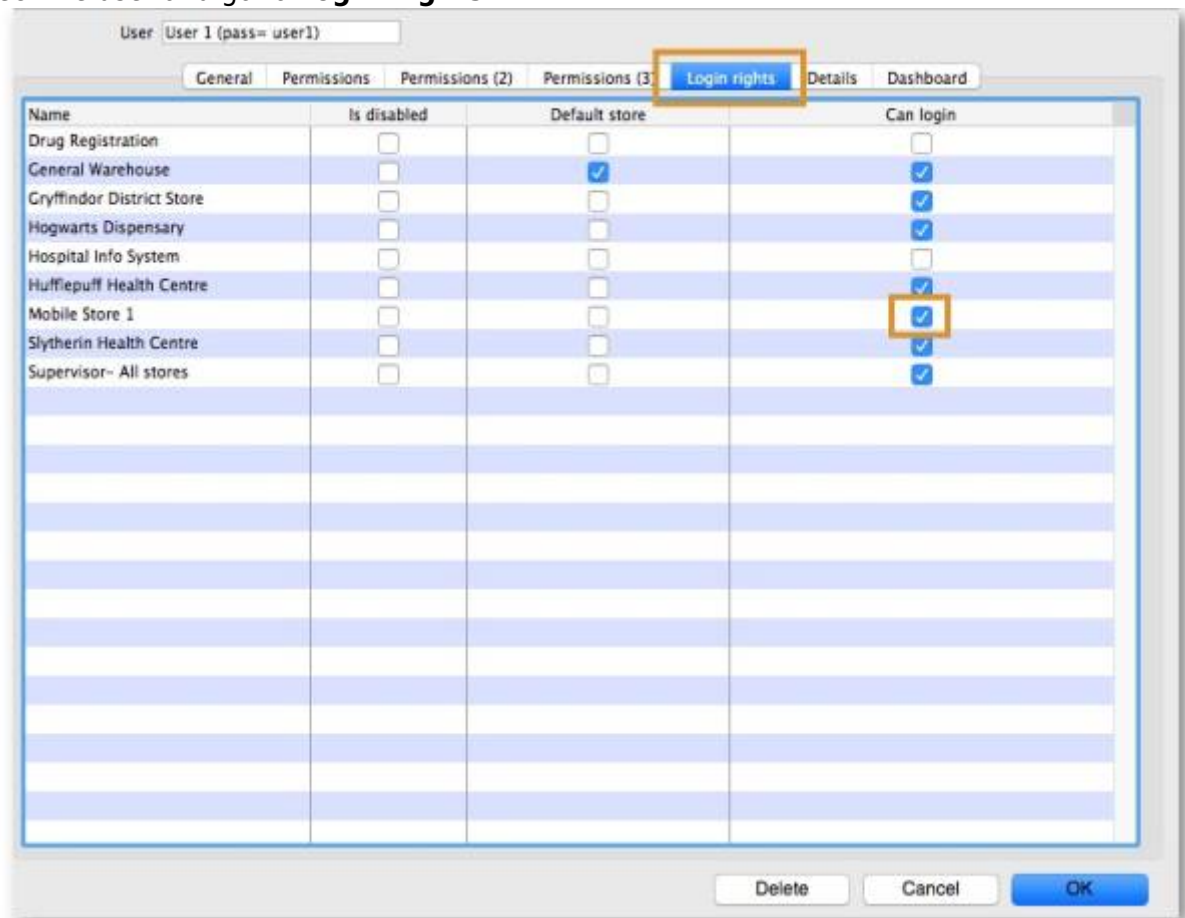 User User 1 (pass= user1)
General Permissions Permissions (2) Permissions (3) Login rights Details Dashboard
Name Is disabled Default store Can login
Drug Registration
General Warehouse
Gryffindor District Store
Hogwarts Dispensary
Hospital Info System
Hufflepuff Health Centre
Mobile Store 1
Slytherin Health Centre
Supervisor- All stores
Delete Cancel OK